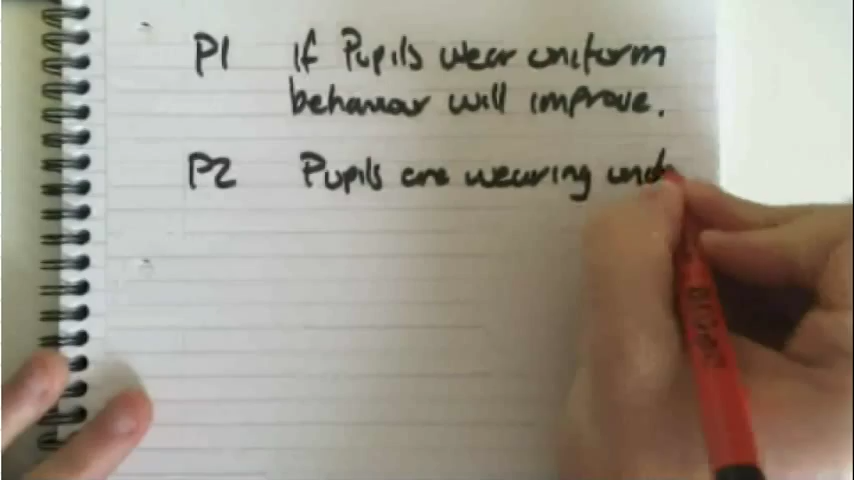 P1 If Pupils wear uniform
behaviour will improve.
P2 Pupils are wearing